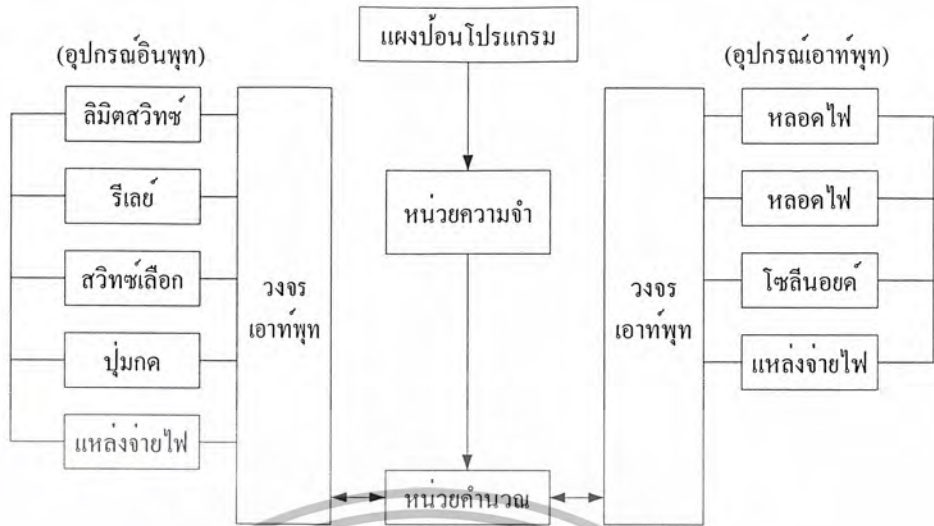 แผงป้อนโปรแกรม
(อุปกรณ์อินพุท)
(อุปกรณ์เอาท์พุท)
ลิมิตสวิทซ์
รีเลย์
สวิทซ์เลือก
ปุ่มกด
แหล่งจ่ายไฟ
วงจร
เอาท์พุท
หน่วยความจำ
หน่วยคำนวณ
วงจร
เอาท์พุท
หลอดไฟ
หลอดไฟ
โซลีนอยค์
แหล่งจ่ายไฟ